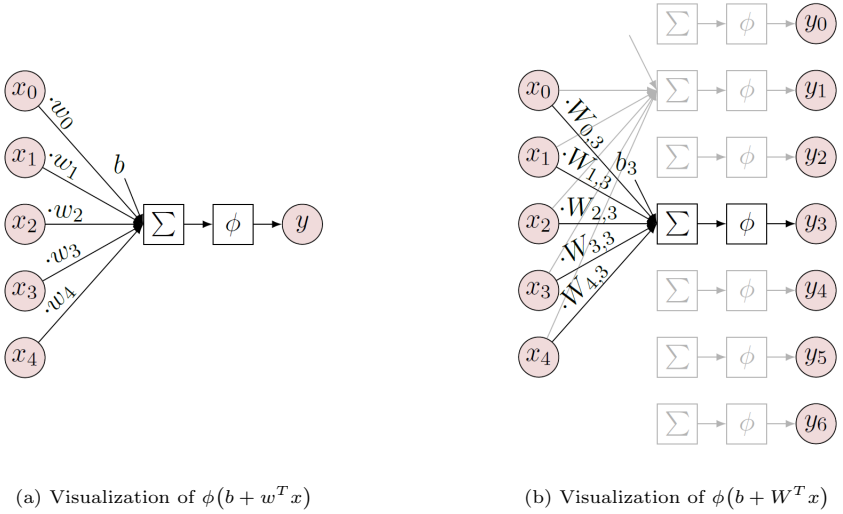 x₀
·w₀
x₁
·w₁
b
x₂
·w₂
Σ
ϕ
y
x₃
·w₃
x₄
·w₄
(a) Visualization of ϕ(b + wᵀx)
Σ ϕ y₀
x₀
·W₀,₃
Σ ϕ y₁
x₁
·W₁,₃
b₃
Σ ϕ y₂
x₂
·W₂,₃
Σ ϕ y₃
x₃
·W₃,₃
Σ ϕ y₄
x₄
·W₄,₃
Σ ϕ y₅
Σ ϕ y₆
(b) Visualization of ϕ(b + Wᵀx)